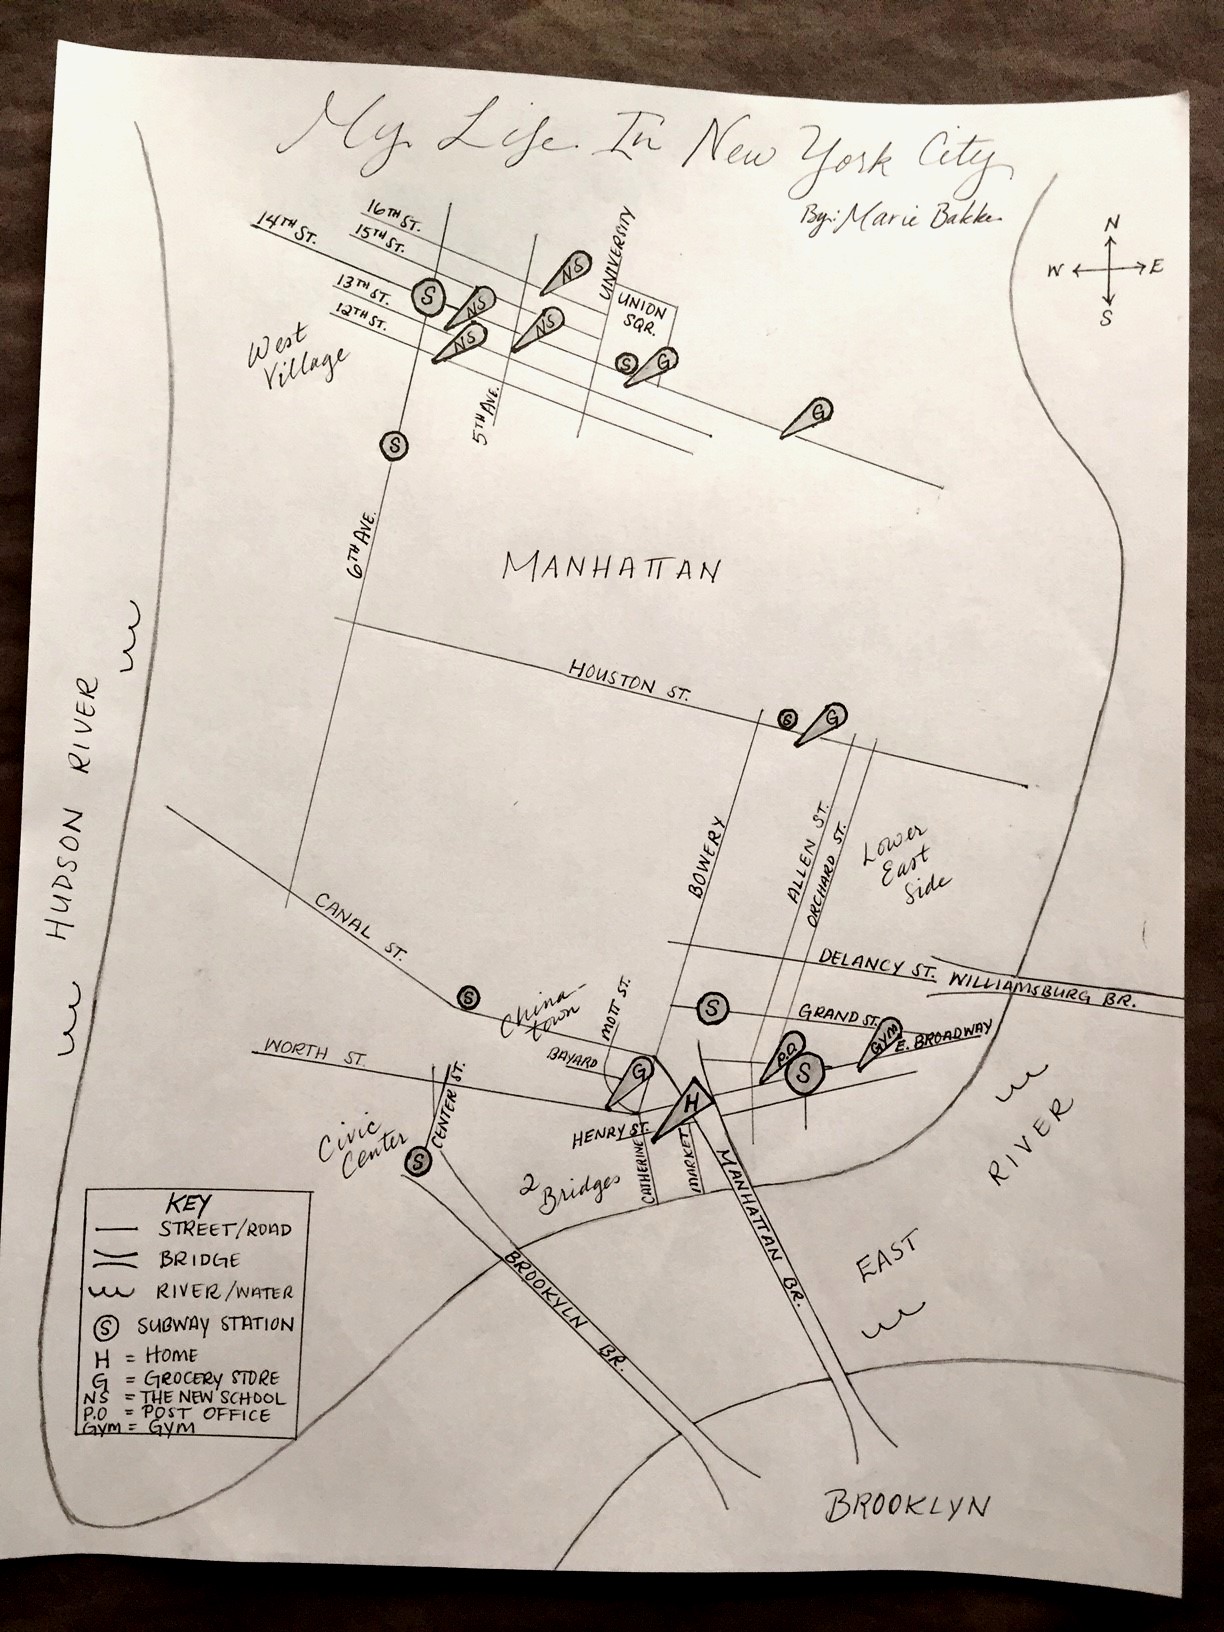 My Life In New York City
By: Marie Bakke
N
W E
S
16TH ST.
14TH ST.
15TH ST.
13TH ST.
12TH ST.
UNIVERSITY
UNION
SQR.
S
NS
NS
NS
NS
S
G
G
West
Village
5TH AVE.
S
6TH AVE.
MANHATTAN
HOUSTON ST.
G
BOWERY
ALLEN ST.
ORCHARD ST.
Lower
East
Side
HUDSON RIVER
CANAL ST.
DELANCY ST.
WILLIAMSBURG BR.
S
China-
town
MOTT ST.
S
GRAND ST.
GYM
E. BROADWAY
WORTH ST.
BAYARD
G
P.O.
S
H
CENTER ST.
HENRY ST.
CATHERINE
MARKET
Civic
Center
S
2
Bridges
MANHATTAN BR.
BROOKYLN BR.
EAST
RIVER
BROOKLYN
KEY
STREET/ROAD
BRIDGE
RIVER/WATER
S SUBWAY STATION
H = HOME
G = GROCERY STORE
NS = THE NEW SCHOOL
P.O = POST OFFICE
GYM = GYM